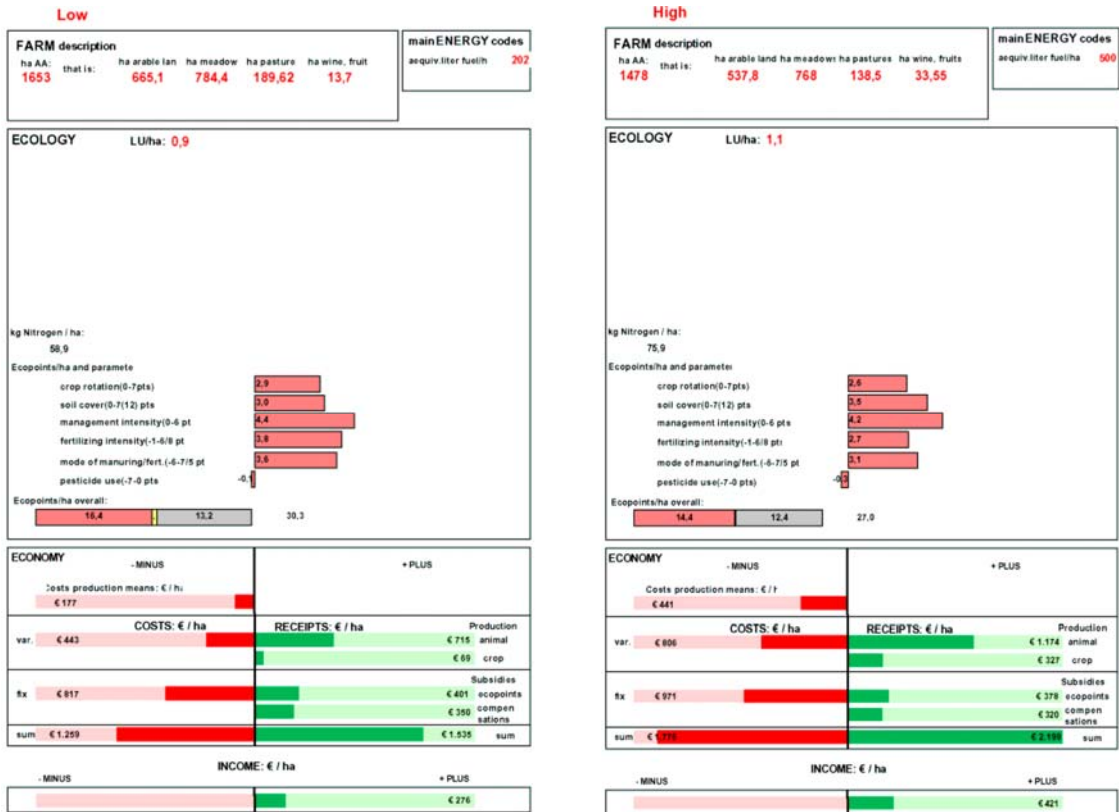 Low
FARM description
ha AA: that is: ha arable lan ha meadow ha pasture ha wine, fruit
1653 665,1 784,4 189,62 13,7
main ENERGY codes
aequiv.liter fuel/h 202
ECOLOGY LU/ha: 0,9
kg Nitrogen / ha:
58,9
Ecopoints/ha and paramete
crop rotation(0-7pts) 2,9
soil cover(0-7(12) pts 3,0
management intensity(0-6 pt 4,4
fertilizing intensity(-1-6/8 pt 3,8
mode of manuring/fert.(-6-7/5 pt 3,6
pesticide use(-7-0 pts -0,1
Ecopoints/ha overall:
16,4 13,2 30,3
ECONOMY
- MINUS + PLUS
Costs production means: € / ha
€ 177
COSTS: € / ha RECEIPTS: € / ha Production
var. € 443 € 715 animal
€ 69 crop
Subsidies
fix € 817 € 401 ecopoints
€ 350 compen
sations
sum € 1.259 € 1.535 sum
INCOME: € / ha
- MINUS + PLUS
€ 276
High
FARM description
ha AA: that is: ha arable land ha meadows ha pastures ha wine, fruits
1478 537,8 768 138,5 33,55
main ENERGY codes
aequiv.liter fuel/ha 500
ECOLOGY LU/ha: 1,1
kg Nitrogen / ha:
75,9
Ecopoints/ha and parameter
crop rotation(0-7pts) 2,6
soil cover(0-7(12) pts 3,5
management intensity(0-6 pts 4,2
fertilizing intensity(-1-6/8 pts 2,7
mode of manuring/fert.(-6-7/5 pt 3,1
pesticide use(-7-0 pts) -0,3
Ecopoints/ha overall:
14,4 12,4 27,0
ECONOMY
- MINUS + PLUS
Costs production means: € / h
€ 441
COSTS: € / ha RECEIPTS: € / ha Production
var. € 806 € 1.174 animal
€ 327 crop
Subsidies
fix € 971 € 378 ecopoints
€ 320 compen
sations
sum € 1.778 € 2.199 sum
INCOME: € / ha
- MINUS + PLUS
€ 421